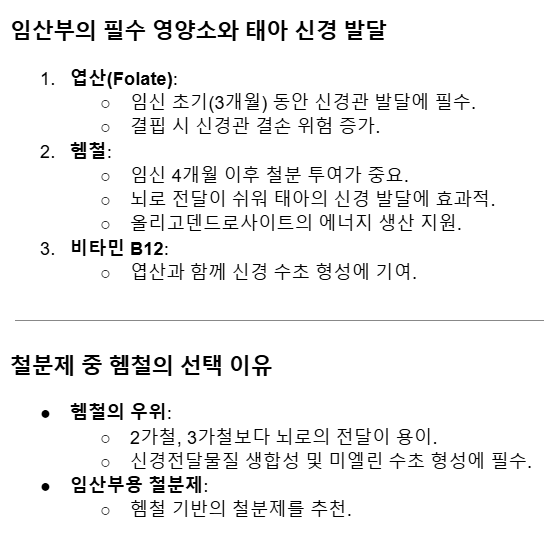 임산부의 필수 영양소와 태아 신경 발달
1. 엽산(Folate):
○ 임신 초기(3개월) 동안 신경관 발달에 필수.
○ 결핍 시 신경관 결손 위험 증가.
2. 헴철:
○ 임신 4개월 이후 철분 투여가 중요.
○ 뇌로 전달이 쉬워 태아의 신경 발달에 효과적.
○ 올리고덴드로사이트의 에너지 생산 지원.
3. 비타민 B12:
○ 엽산과 함께 신경 수초 형성에 기여.
철분제 중 헴철의 선택 이유
● 헴철의 우위:
○ 2가철, 3가철보다 뇌로의 전달이 용이.
○ 신경전달물질 생합성 및 미엘린 수초 형성에 필수.
● 임산부용 철분제:
○ 헴철 기반의 철분제를 추천.